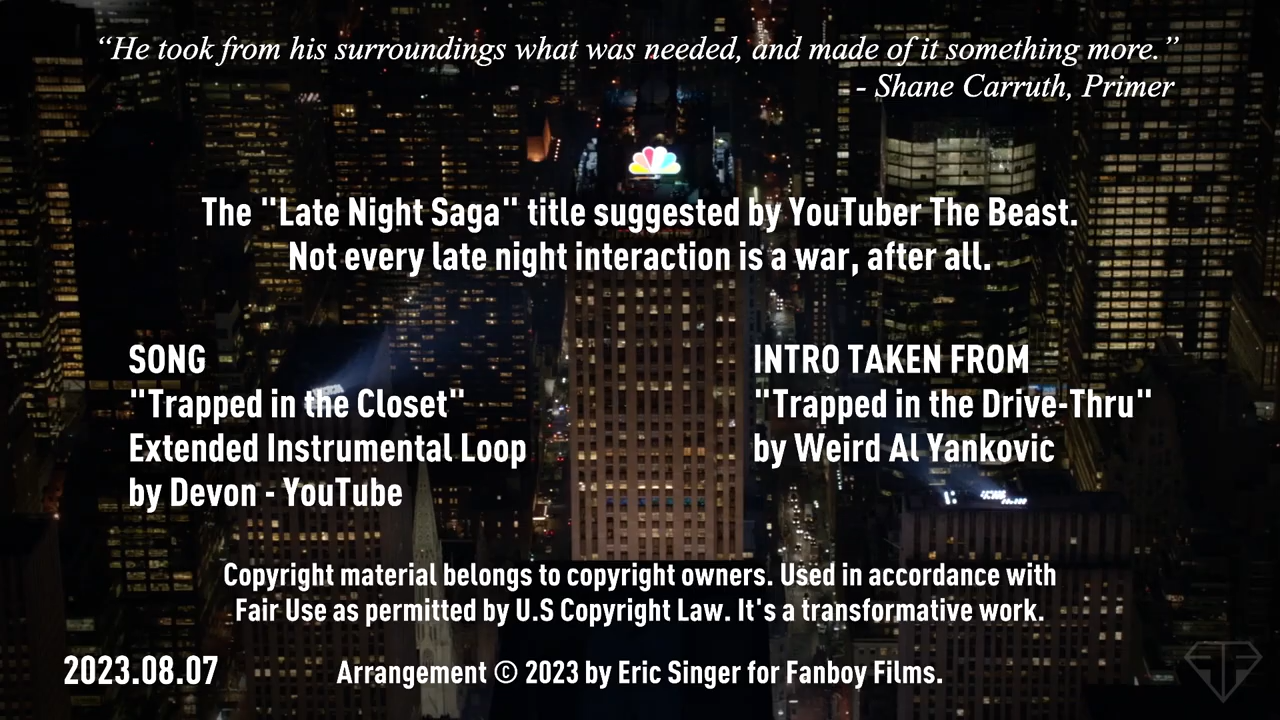 “He took from his surroundings what was needed, and made of it something more.”
- Shane Carruth, Primer
The "Late Night Saga" title suggested by YouTuber The Beast.
Not every late night interaction is a war, after all.
SONG
"Trapped in the Closet"
Extended Instrumental Loop
by Devon - YouTube
INTRO TAKEN FROM
"Trapped in the Drive-Thru"
by Weird Al Yankovic
Copyright material belongs to copyright owners. Used in accordance with
Fair Use as permitted by U.S Copyright Law. It's a transformative work.
2023.08.07
Arrangement © 2023 by Eric Singer for Fanboy Films.